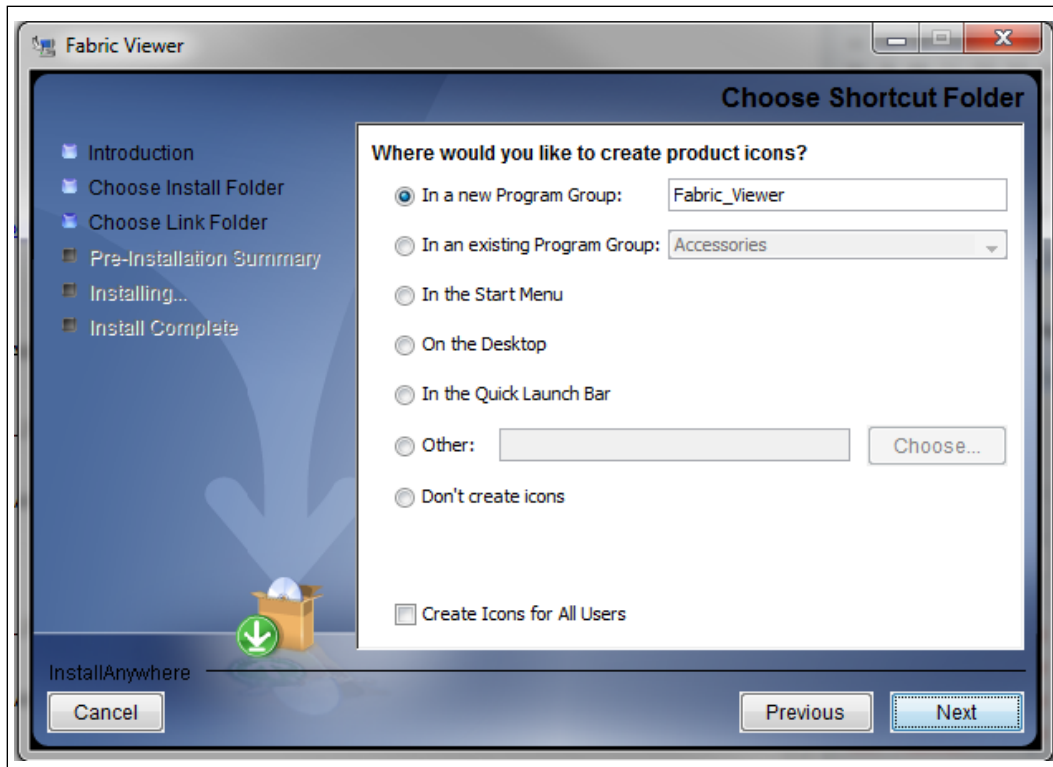 Fabric Viewer
Choose Shortcut Folder
Introduction
Choose Install Folder
Choose Link Folder
Pre-Installation Summary
Installing...
Install Complete
Where would you like to create product icons?
In a new Program Group: Fabric_Viewer
In an existing Program Group: Accessories
In the Start Menu
On the Desktop
In the Quick Launch Bar
Other: Choose...
Don't create icons
Create Icons for All Users
InstallAnywhere
Cancel Previous Next